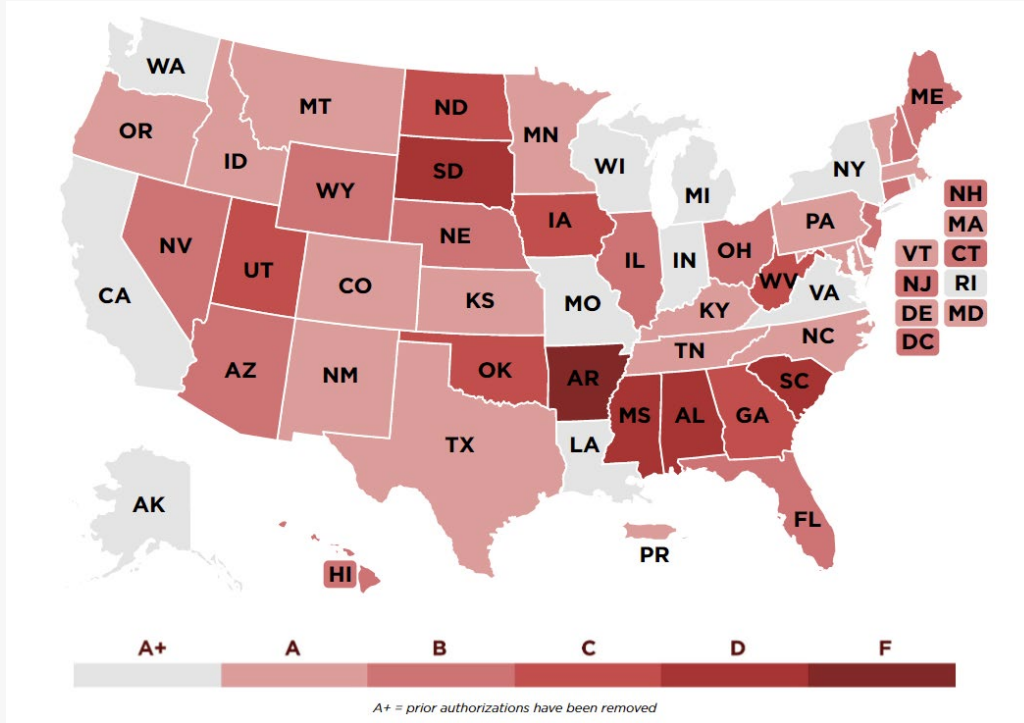 WA
ME
MT
ND
OR
MN
ID
SD
WI
NY
WY
MI
NH
IA
PA
MA
NE
NV
OH
VT CT
UT
IL
IN
CO
WV
NJ RI
CA
KS
MO
VA
KY
DE MD
NC
DC
TN
AZ
NM
OK
AR
SC
MS
AL
GA
TX
LA
AK
FL
PR
HI
A+ A B C D F
A+ = prior authorizations have been removed